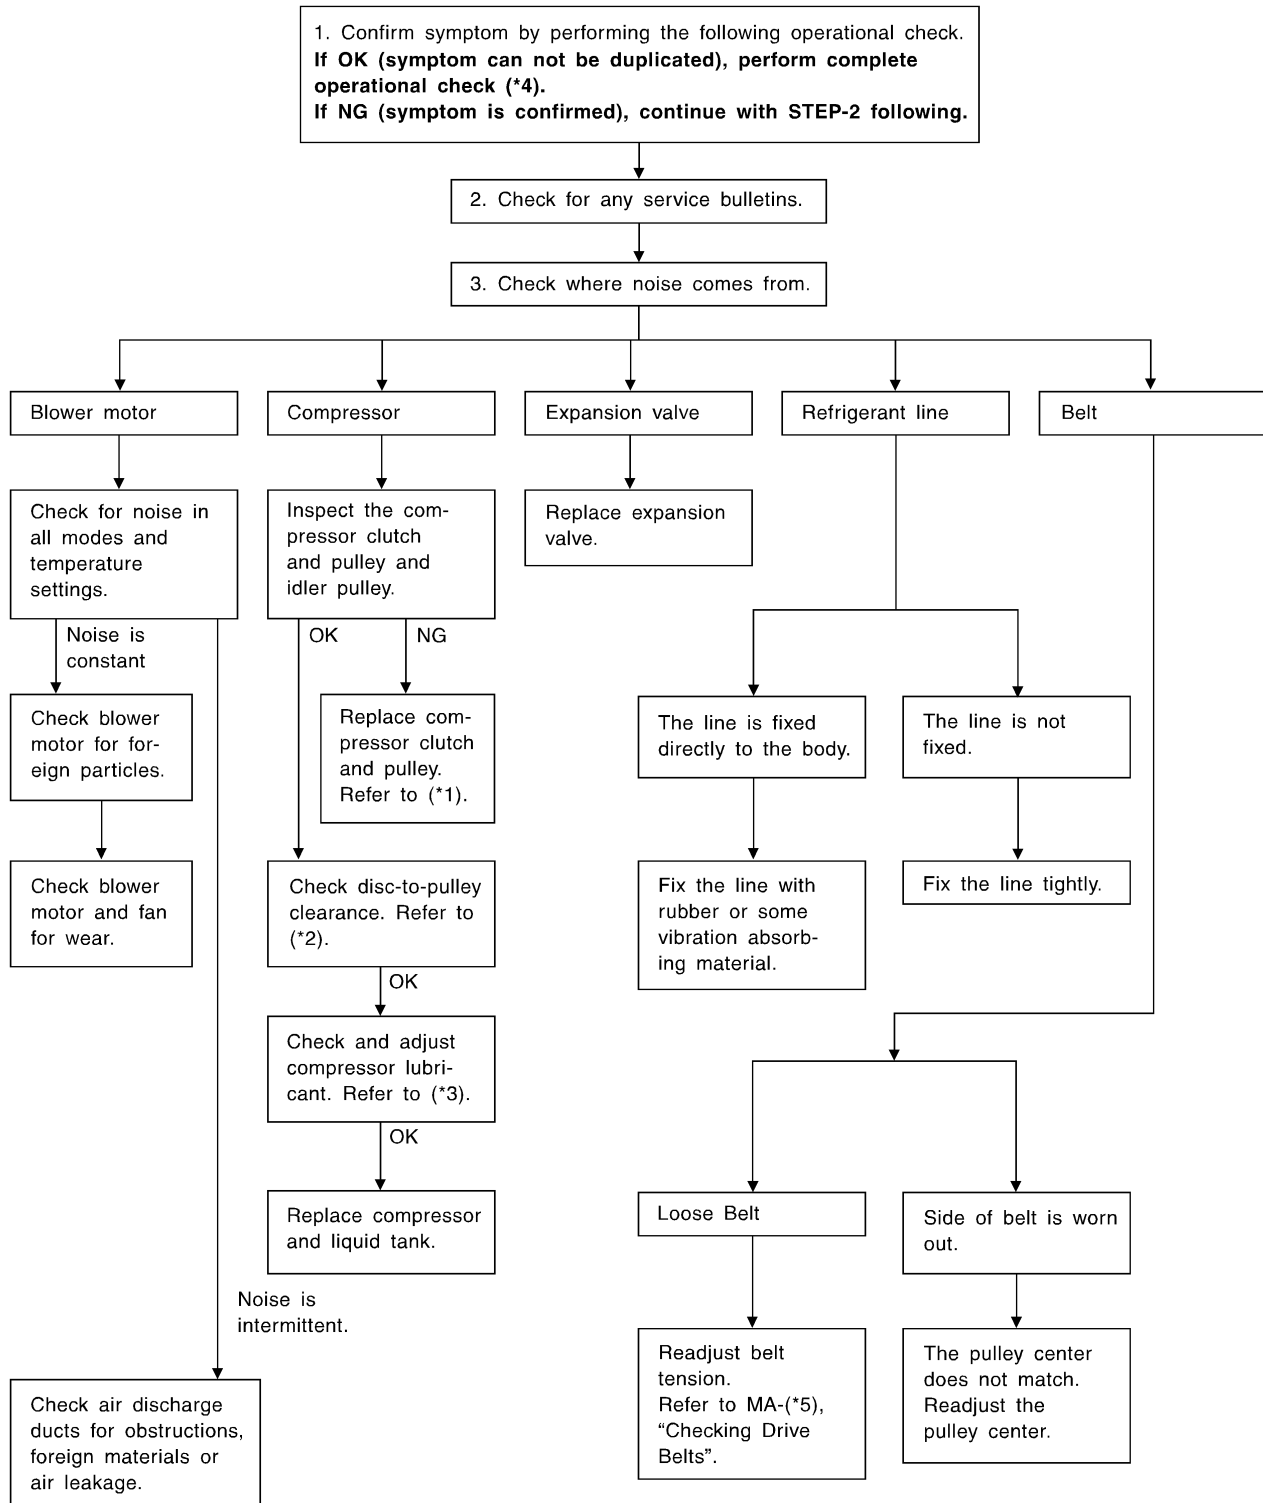 1. Confirm symptom by performing the following operational check.
If OK (symptom can not be duplicated), perform complete
operational check (*4).
If NG (symptom is confirmed), continue with STEP-2 following.
2. Check for any service bulletins.
3. Check where noise comes from.
Blower motor
Compressor
Expansion valve
Refrigerant line
Belt
Check for noise in
all modes and
temperature
settings.
Inspect the com-
pressor clutch
and pulley and
idler pulley.
Replace expansion
valve.
Noise is
constant
OK
NG
Check blower
motor for for-
eign particles.
Replace com-
pressor clutch
and pulley.
Refer to (*1).
The line is fixed
directly to the body.
The line is not
fixed.
Check blower
motor and fan
for wear.
Check disc-to-pulley
clearance. Refer to
(*2).
Fix the line with
rubber or some
vibration absorb-
ing material.
Fix the line tightly.
OK
Check and adjust
compressor lubri-
cant. Refer to (*3).
OK
Replace compressor
and liquid tank.
Loose Belt
Side of belt is worn
out.
Noise is
intermittent.
Readjust belt
tension.
Refer to MA-(*5),
“Checking Drive
Belts”.
The pulley center
does not match.
Readjust the
pulley center.
Check air discharge
ducts for obstructions,
foreign materials or
air leakage.